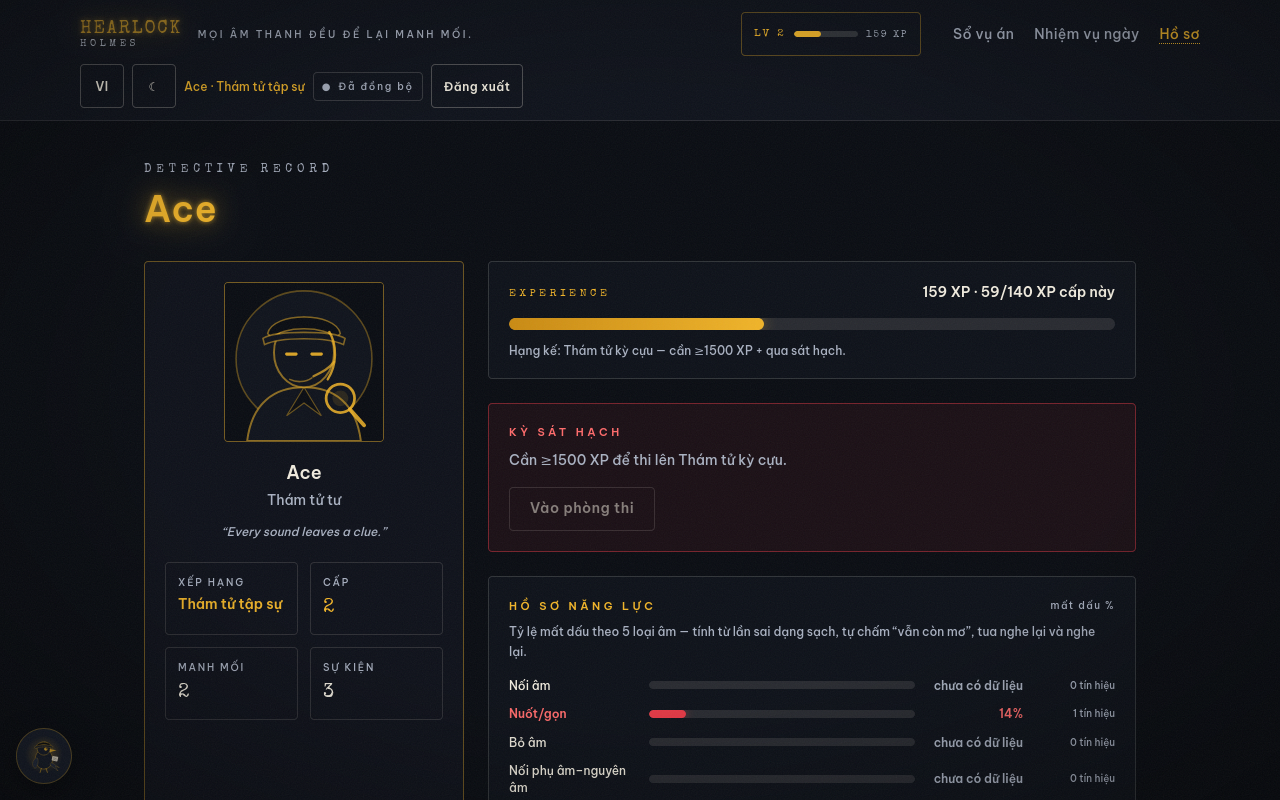 HEARLOCK
HOLMES
MỌI ÂM THANH ĐỀU ĐỂ LẠI MANH MỐI.
LV 2 159 XP
Sổ vụ án Nhiệm vụ ngày Hồ sơ
VI ☾ Ace · Thám tử tập sự ● Đã đồng bộ Đăng xuất
DETECTIVE RECORD
Ace
Ace
Thám tử tư
“Every sound leaves a clue.”
XẾP HẠNG
Thám tử tập sự
CẤP
2
MANH MỐI
2
SỰ KIỆN
3
EXPERIENCE 159 XP · 59/140 XP cấp này
Hạng kế: Thám tử kỳ cựu — cần ≥1500 XP + qua sát hạch.
KỲ SÁT HẠCH
Cần ≥1500 XP để thi lên Thám tử kỳ cựu.
Vào phòng thi
HỒ SƠ NĂNG LỰC mất dấu %
Tỷ lệ mất dấu theo 5 loại âm — tính từ lần sai dạng sạch, tự chấm “vẫn còn mơ”, tua nghe lại và nghe
lại.
Nối âm chưa có dữ liệu 0 tín hiệu
Nuốt/gọn 14% 1 tín hiệu
Bỏ âm chưa có dữ liệu 0 tín hiệu
Nối phụ âm–nguyên
âm chưa có dữ liệu 0 tín hiệu